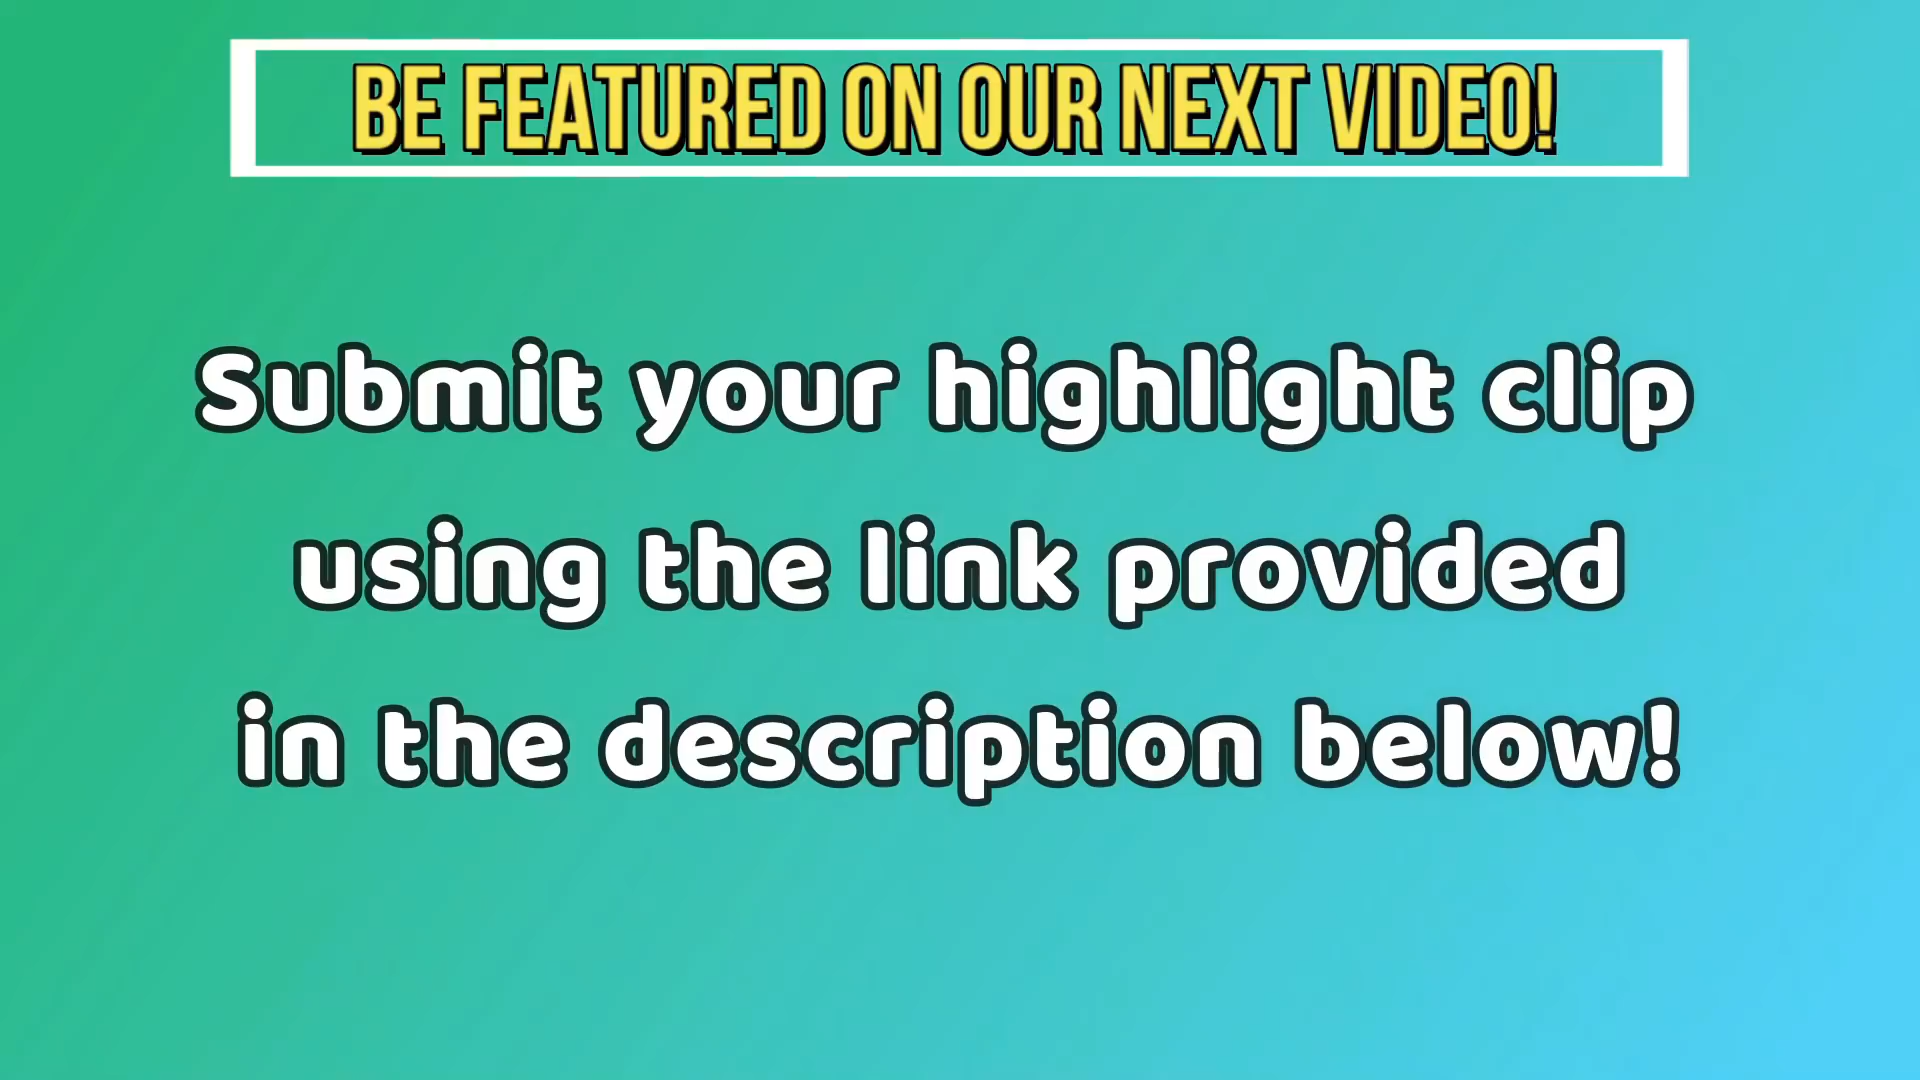 BE FEATURED ON OUR NEXT VIDEO!
Submit your highlight clip
using the link provided
in the description below!